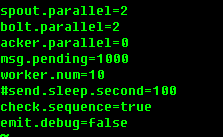 spout.parallel=2
bolt.parallel=2
acker.parallel=0
msg.pending=1000
worker.num=10
#send.sleep.second=100
check.sequence=true
emit.debug=false
~